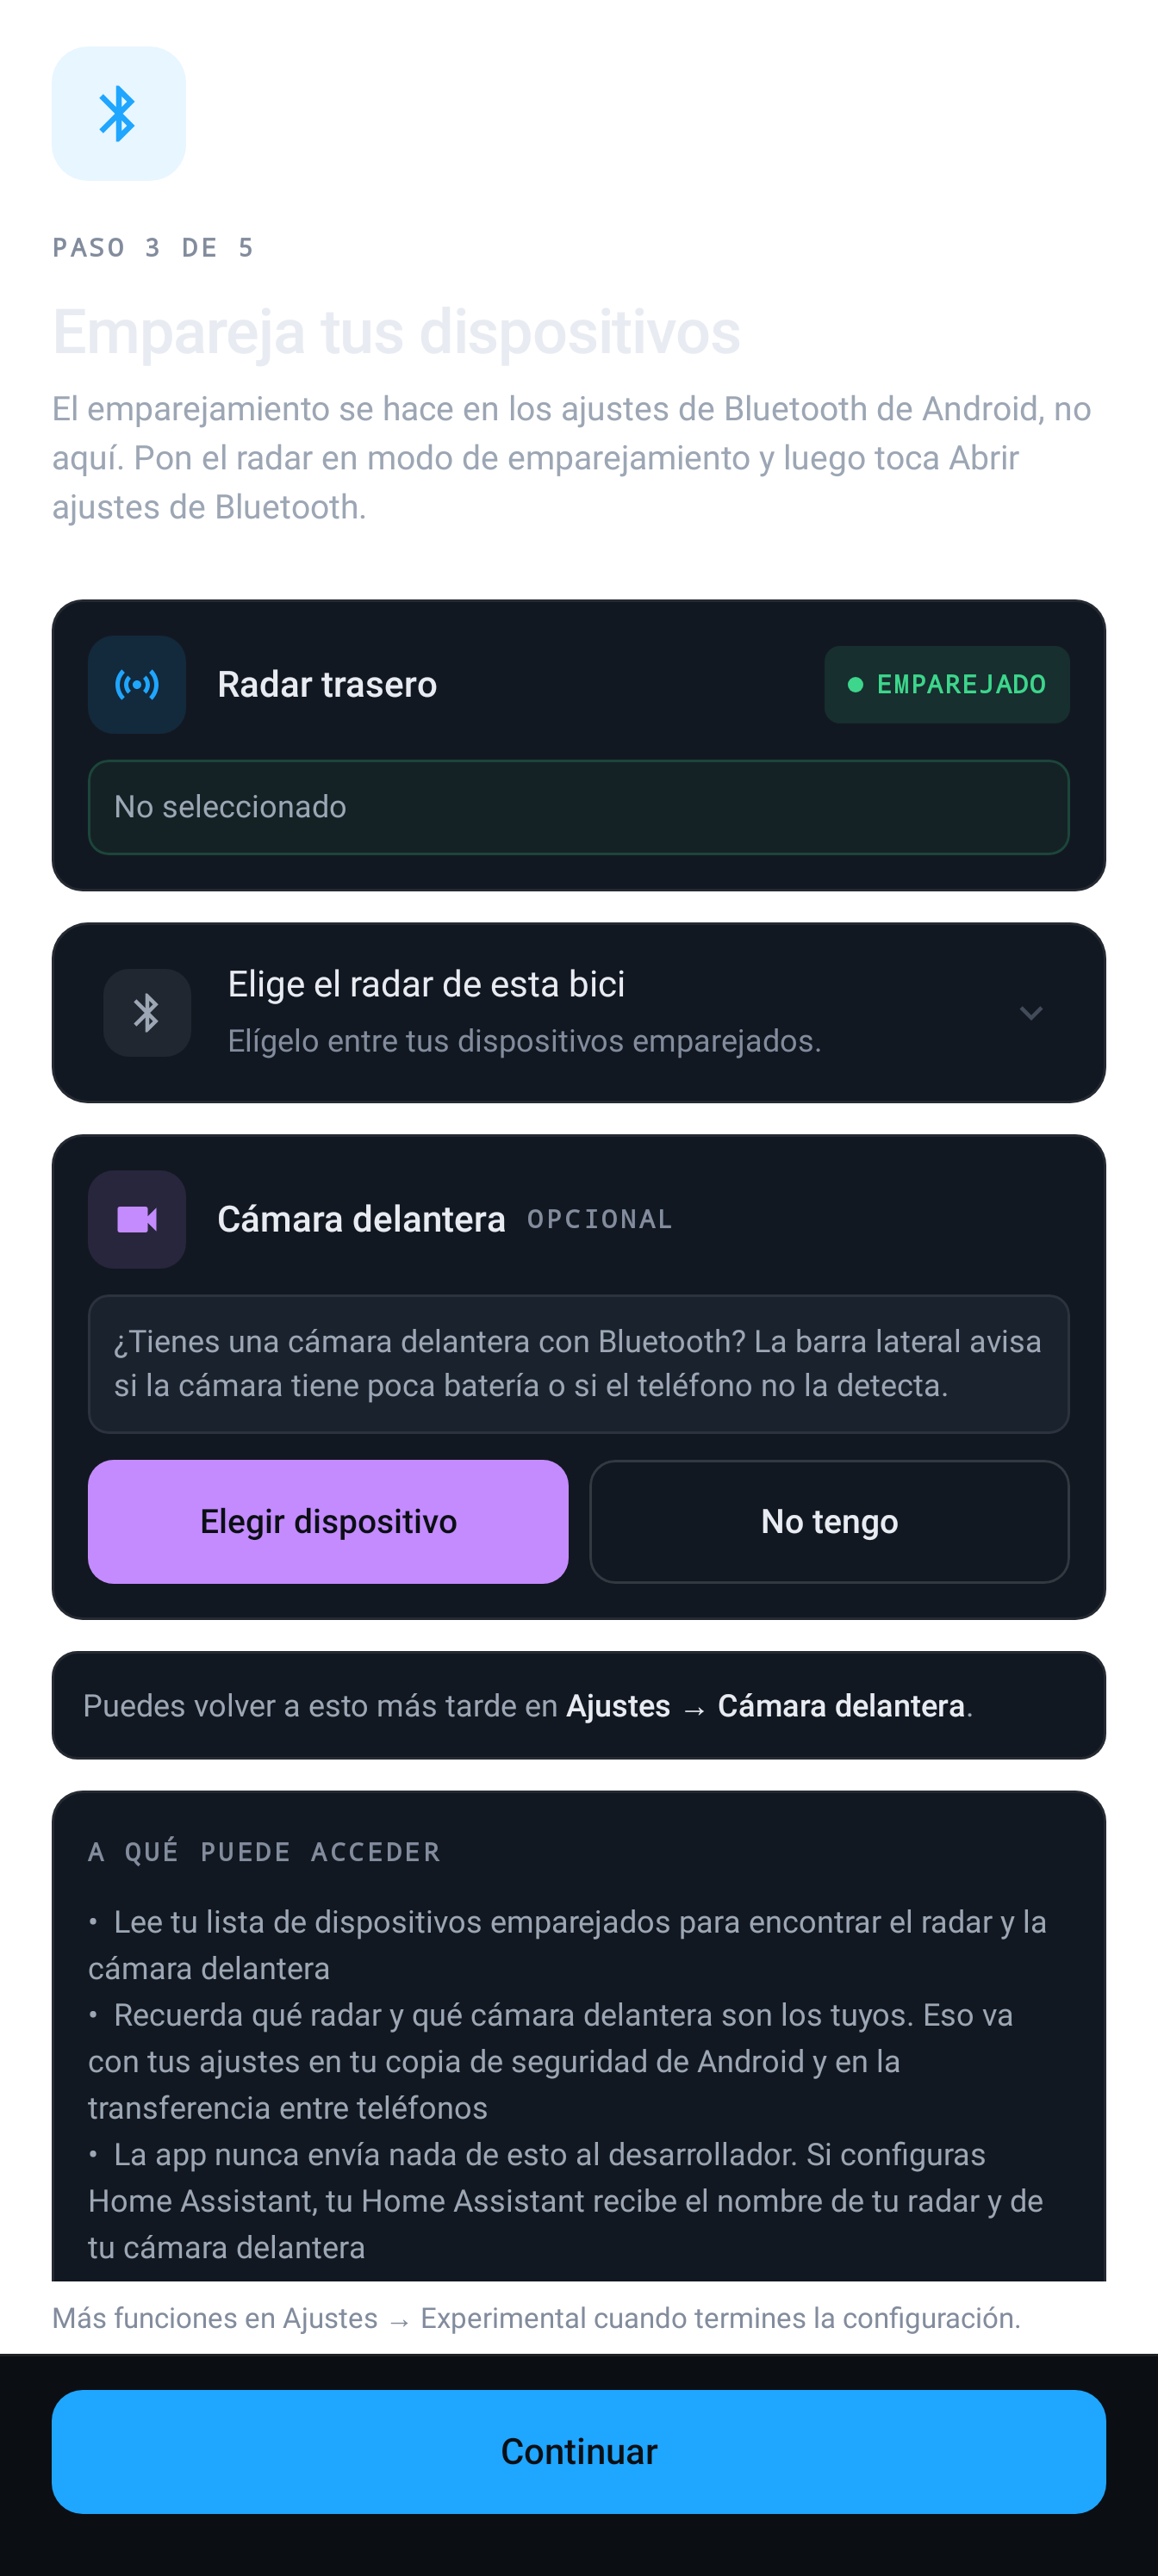 PASO 3 DE 5
Empareja tus dispositivos
El emparejamiento se hace en los ajustes de Bluetooth de Android, no
aquí. Pon el radar en modo de emparejamiento y luego toca Abrir
ajustes de Bluetooth.
Radar trasero
● EMPAREJADO
No seleccionado
Elige el radar de esta bici
Elígelo entre tus dispositivos emparejados.
Cámara delantera OPCIONAL
¿Tienes una cámara delantera con Bluetooth? La barra lateral avisa
si la cámara tiene poca batería o si el teléfono no la detecta.
Elegir dispositivo
No tengo
Puedes volver a esto más tarde en Ajustes → Cámara delantera.
A QUÉ PUEDE ACCEDER
• Lee tu lista de dispositivos emparejados para encontrar el radar y la
cámara delantera
• Recuerda qué radar y qué cámara delantera son los tuyos. Eso va
con tus ajustes en tu copia de seguridad de Android y en la
transferencia entre teléfonos
• La app nunca envía nada de esto al desarrollador. Si configuras
Home Assistant, tu Home Assistant recibe el nombre de tu radar y de
tu cámara delantera
Más funciones en Ajustes → Experimental cuando termines la configuración.
Continuar